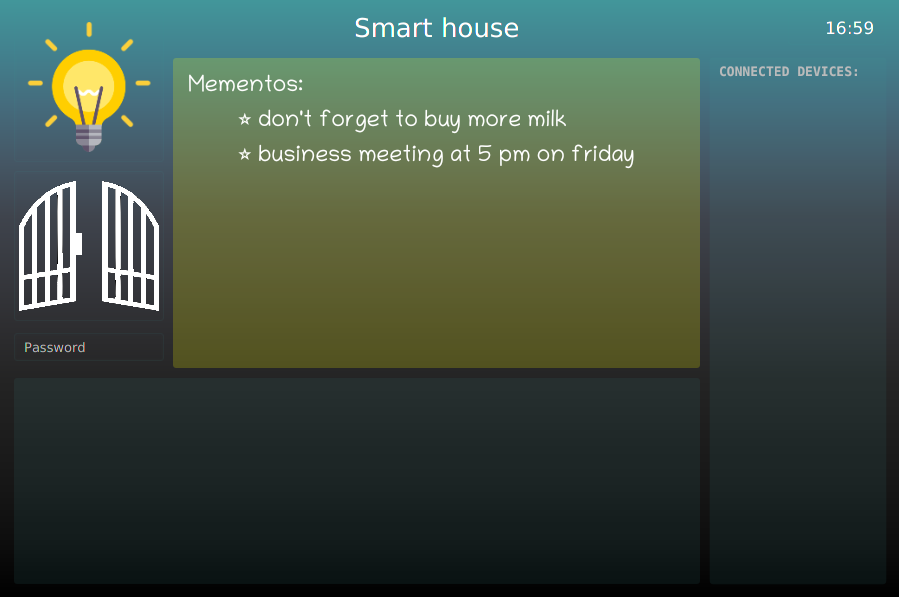 Smart house
16:59
Mementos:
☆ don't forget to buy more milk
☆ business meeting at 5 pm on friday
CONNECTED DEVICES:
Password